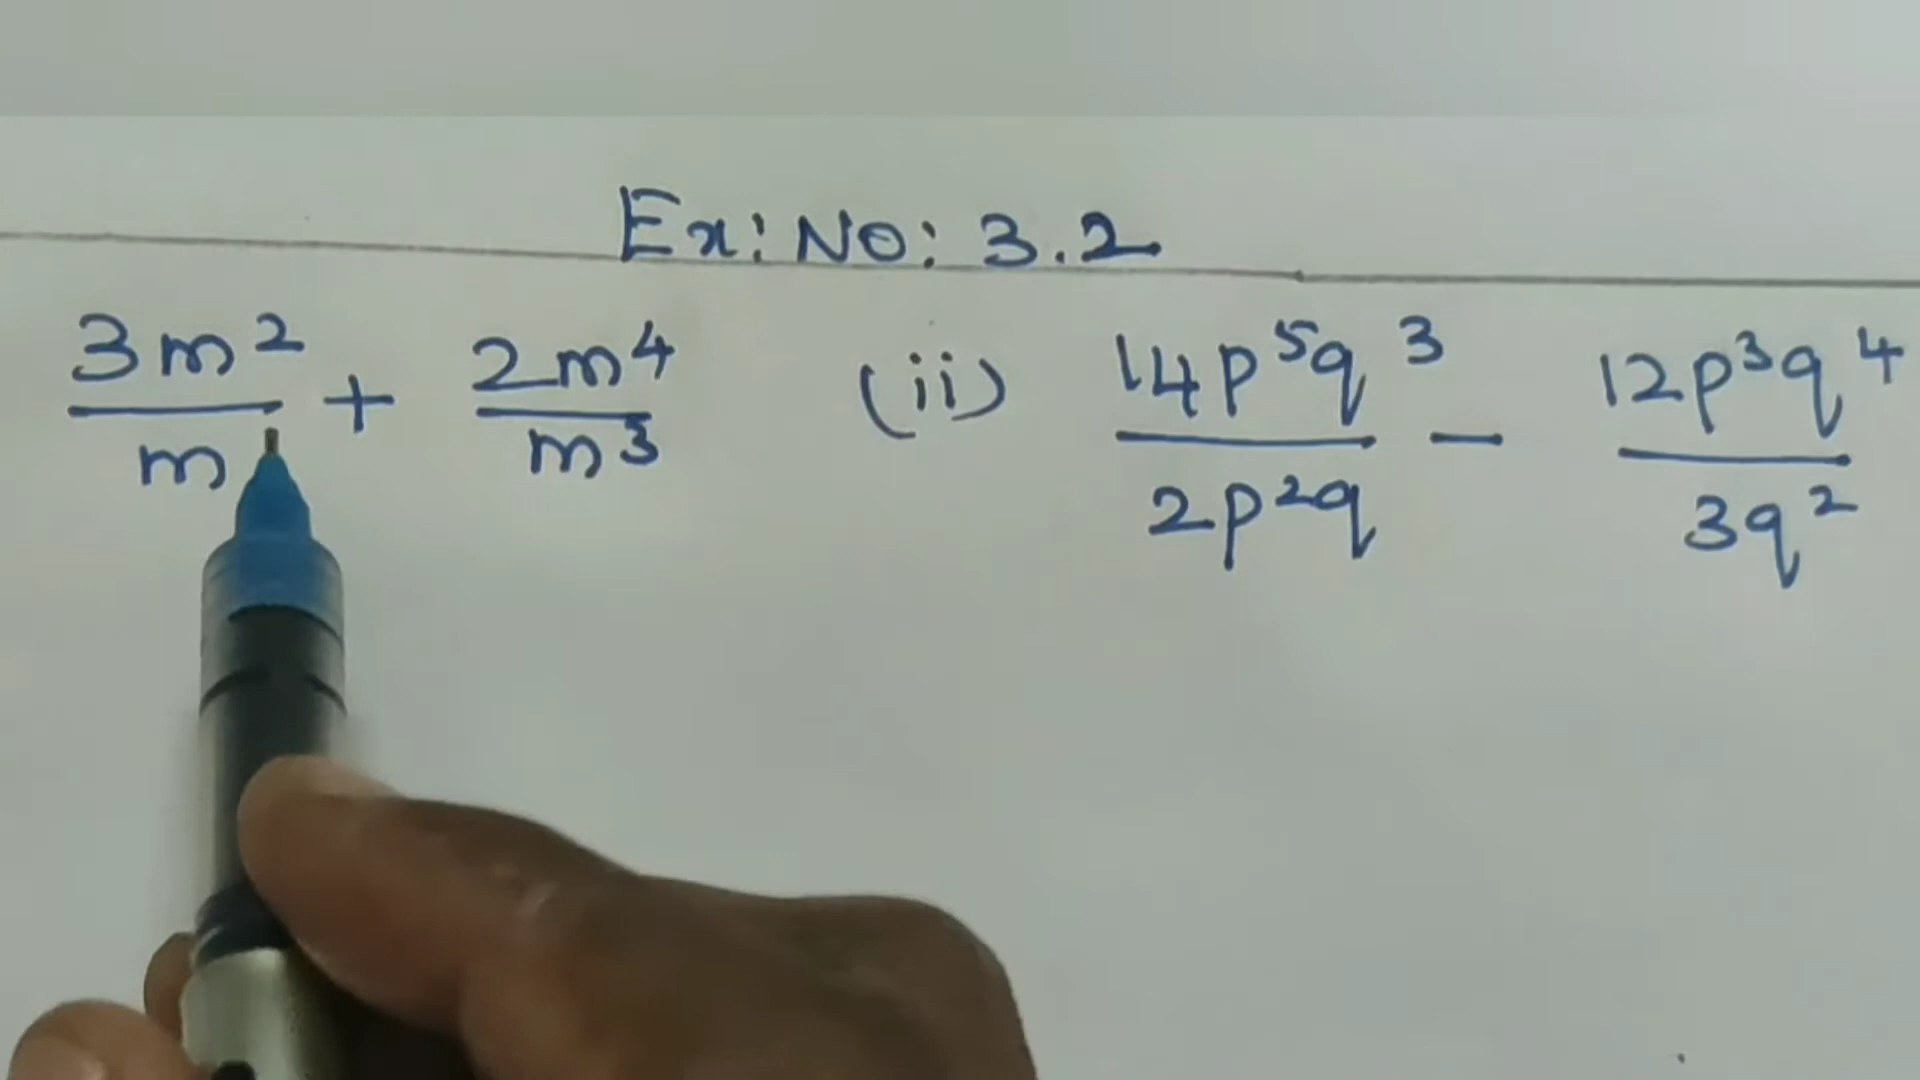 Ex: No: 3.2
3m²/m + 2m⁴/m³ (ii) 14p⁵q³/2p²q − 12p³q⁴/3q²